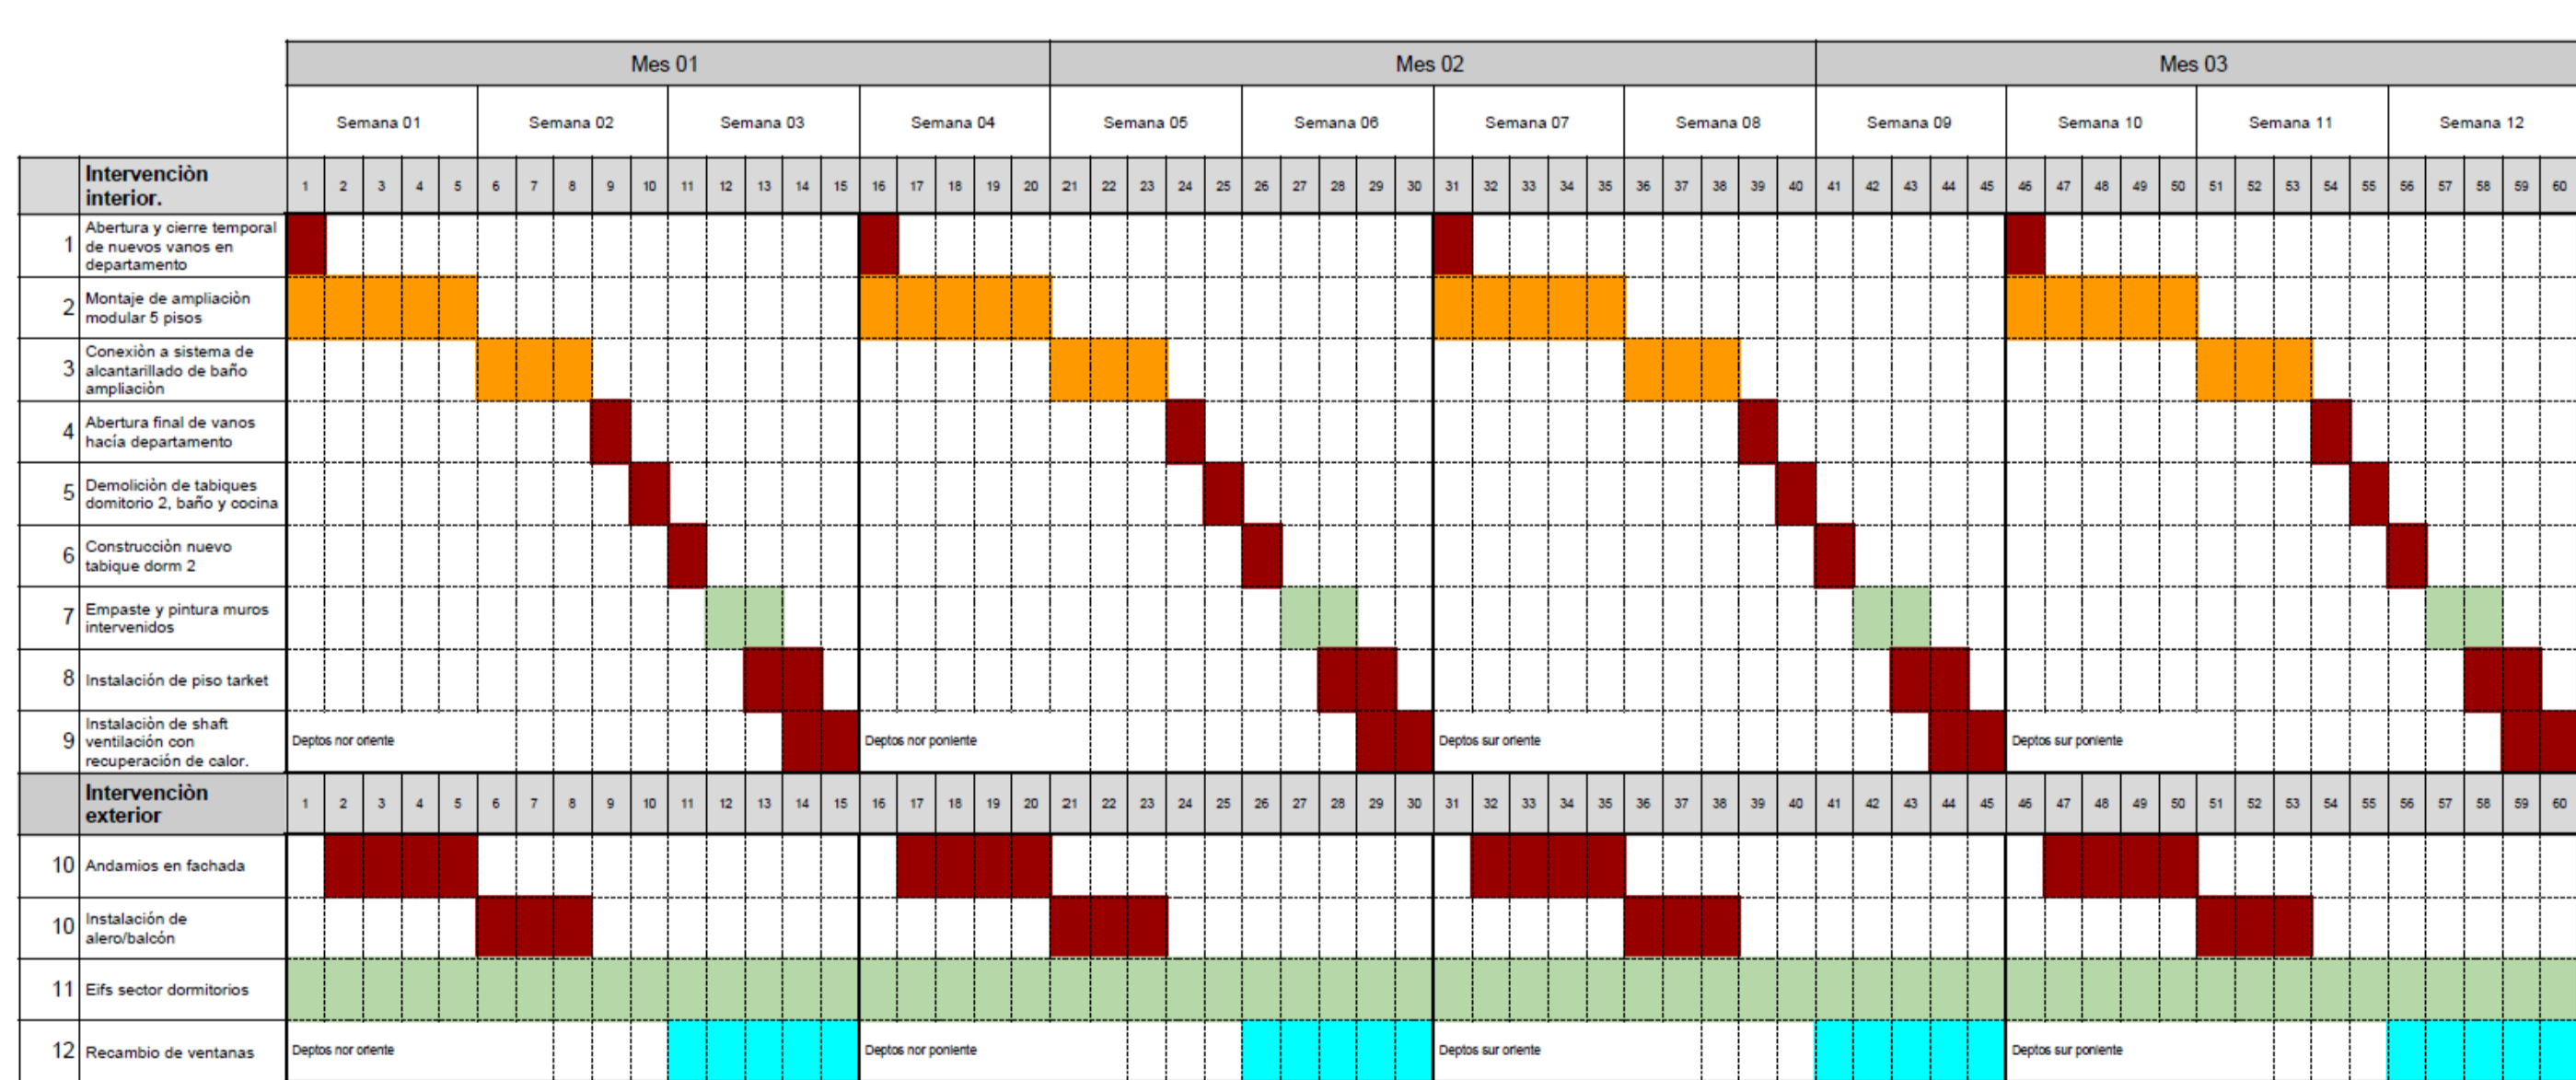 Mes 01 Mes 02 Mes 03
Semana 01 Semana 02 Semana 03 Semana 04 Semana 05 Semana 06 Semana 07 Semana 08 Semana 09 Semana 10 Semana 11 Semana 12
Intervenciòn
interior.
1 2 3 4 5 6 7 8 9 10 11 12 13 14 15 16 17 18 19 20 21 22 23 24 25 26 27 28 29 30 31 32 33 34 35 36 37 38 39 40 41 42 43 44 45 46 47 48 49 50 51 52 53 54 55 56 57 58 59 60
1 Abertura y cierre temporal
de nuevos vanos en
departamento
2 Montaje de ampliaciòn
modular 5 pisos
3 Conexiòn a sistema de
alcantarillado de baño
ampliaciòn
4 Abertura final de vanos
hacía departamento
5 Demoliciòn de tabiques
domitorio 2, baño y cocina
6 Construcciòn nuevo
tabique dorm 2
7 Empaste y pintura muros
intervenidos
8 Instalación de piso tarket
9 Instalaciòn de shaft
ventilación con
recuperación de calor.
Deptos nor oriente Deptos nor poniente Deptos sur oriente Deptos sur poniente
Intervenciòn
exterior
1 2 3 4 5 6 7 8 9 10 11 12 13 14 15 16 17 18 19 20 21 22 23 24 25 26 27 28 29 30 31 32 33 34 35 36 37 38 39 40 41 42 43 44 45 46 47 48 49 50 51 52 53 54 55 56 57 58 59 60
10 Andamios en fachada
10 Instalación de
alero/balcón
11 Eifs sector dormitorios
12 Recambio de ventanas
Deptos nor oriente Deptos nor poniente Deptos sur oriente Deptos sur poniente